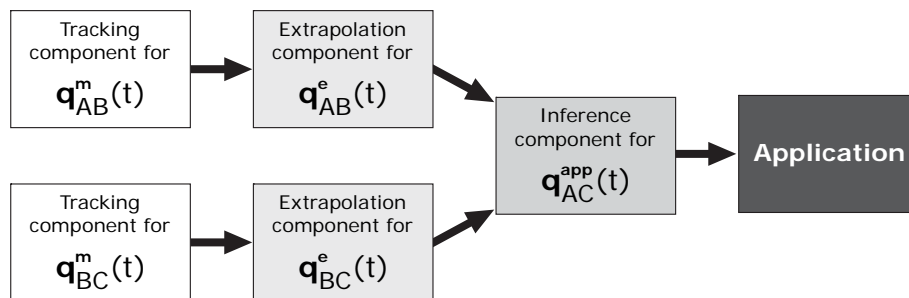 Tracking
component for
q^m_AB(t)
Extrapolation
component for
q^e_AB(t)
Inference
component for
q^app_AC(t)
Application
Tracking
component for
q^m_BC(t)
Extrapolation
component for
q^e_BC(t)